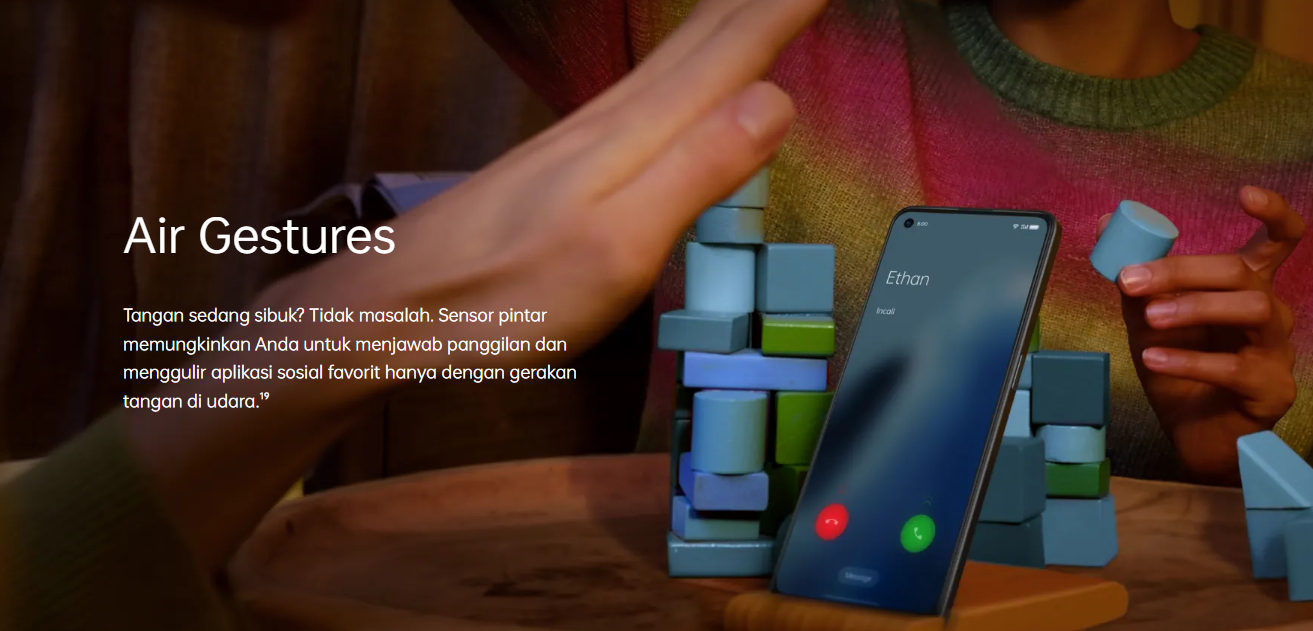 Air Gestures
Tangan sedang sibuk? Tidak masalah. Sensor pintar
memungkinkan Anda untuk menjawab panggilan dan
menggulir aplikasi sosial favorit hanya dengan gerakan
tangan di udara.¹⁹
Ethan
Incall
Message